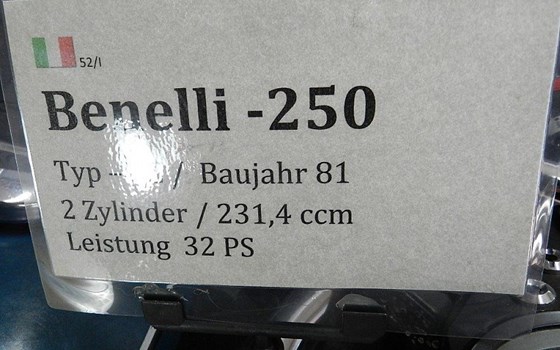 52/I
Benelli -250
Typ - / Baujahr 81
2 Zylinder / 231,4 ccm
Leistung 32 PS